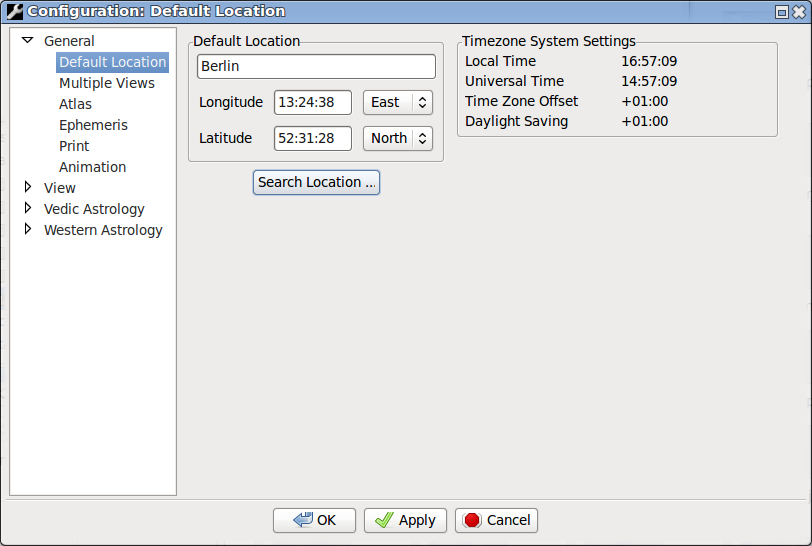 Configuration: Default Location
General
Default Location
Multiple Views
Atlas
Ephemeris
Print
Animation
View
Vedic Astrology
Western Astrology
Default Location
Berlin
Longitude 13:24:38 East
Latitude 52:31:28 North
Search Location ...
Timezone System Settings
Local Time 16:57:09
Universal Time 14:57:09
Time Zone Offset +01:00
Daylight Saving +01:00
OK Apply Cancel